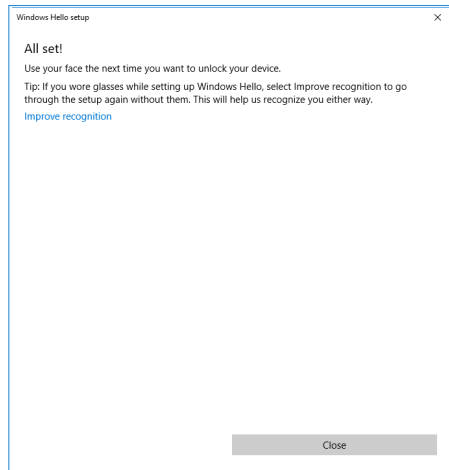 Windows Hello setup
All set!
Use your face the next time you want to unlock your device.
Tip: If you wore glasses while setting up Windows Hello, select Improve recognition to go
through the setup again without them. This will help us recognize you either way.
Improve recognition
Close